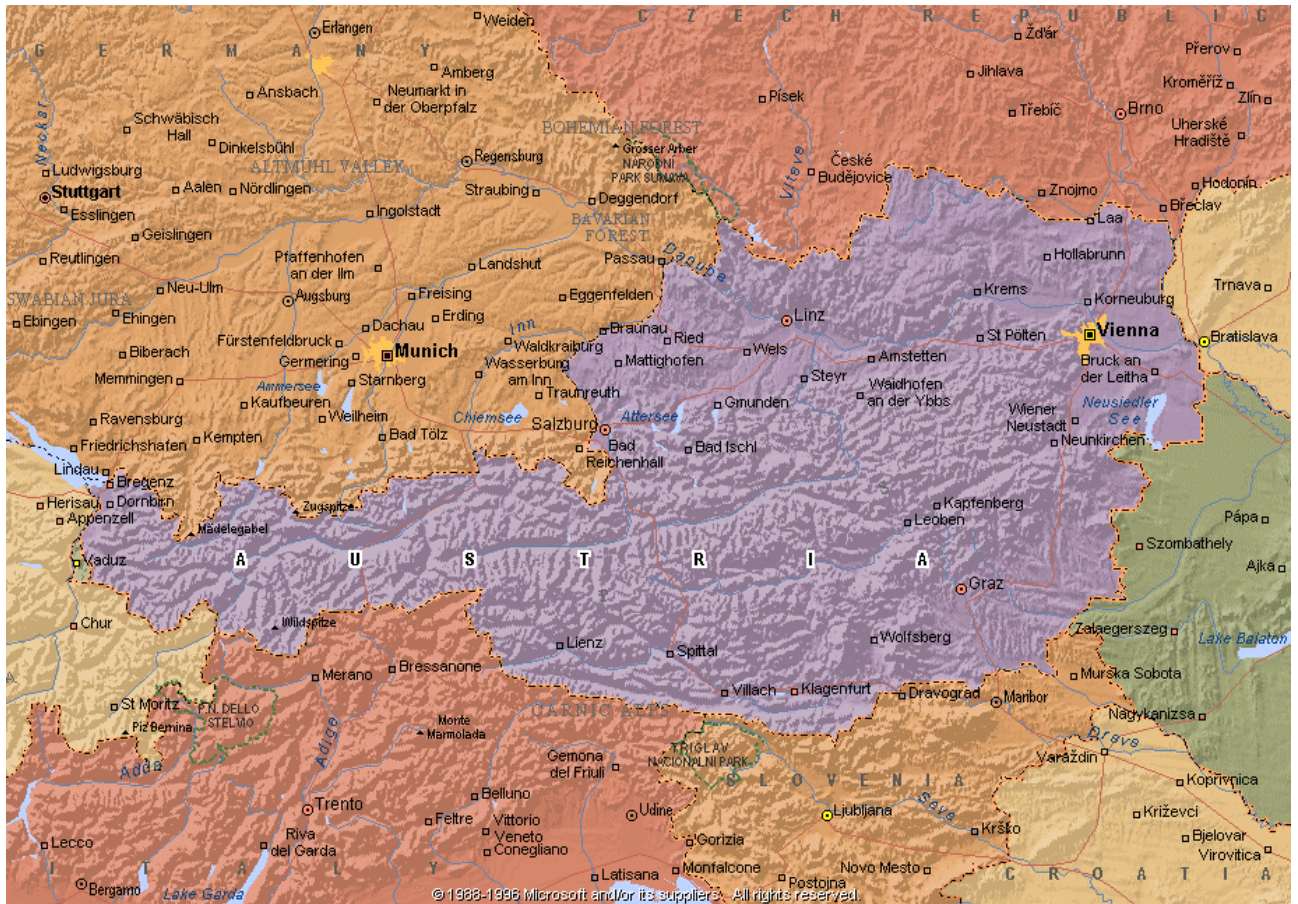 C Z E C H R E P U B L I C
Weiden
Erlangen
Žďár
G E R M A N Y
Přerov
Amberg
Jihlava
Kroměříž
Ansbach
Neumarkt in
der Oberpfalz
Písek
Třebíč
Brno
Zlín
Neckar
Schwäbisch
Hall
BOHEMIAN FOREST
Uherské
Hradiště
Dinkelsbühl
Grosser Arber
NÁRODNÍ
PARK SUMAVA
Vltave
České
Budějovice
ALTMÜHL VALLEY
Regensburg
Ludwigsburg
Stuttgart
Aalen
Nördlingen
Straubing
Deggendorf
Znojmo
Hodonín
Esslingen
Ingolstadt
BAVARIAN
FOREST
Laa
Břeclav
Geislingen
Reutlingen
Pfaffenhofen
an der Ilm
Landshut
Passau
Danube
Hollabrunn
SWABIAN JURA
Neu-Ulm
Augsburg
Freising
Eggenfelden
Krems
Korneuburg
Trnava
Ebingen
Ehingen
Erding
Inn
Linz
Dachau
Braunau
Ried
St Pölten
Vienna
Bratislava
Fürstenfeldbruck
Waldkraiburg
Biberach
Germering
Munich
Wasserburg
am Inn
Mattighofen
Wels
Amstetten
Bruck an
der Leitha
Memmingen
Ammersee
Starnberg
Traunreuth
Steyr
Waidhofen
an der Ybbs
Kaufbeuren
Weilheim
Chiemsee
Attersee
Gmunden
Wiener
Neustadt
Neusiedler
See
Ravensburg
Salzburg
Friedrichshafen
Kempten
Bad Tölz
Bad
Reichenhall
Bad Ischl
Neunkirchen
Lindau
Bregenz
Herisau
Dornbirn
Zugspitze
Kapfenberg
Appenzell
Mädelegabel
Leoben
Pápa
Szombathely
Vaduz
A U S T R I A
Ajka
Graz
Chur
Wildspitze
Lienz
Wolfsberg
Zalaegerszeg
Lake Balaton
Spittal
Merano
Bressanone
Murska Sobota
St Moritz
P.N. DELLO
STELVIO
Villach
Klagenfurt
Dravograd
Maribor
CARNIC ALPS
Nagykanizsa
Piz Bernina
Adige
Monte
Marmolada
Drava
Adda
Gemona
del Friuli
TRIGLAV
NACIONALNI PARK
Varaždin
S L O V E N I A
Koprivnica
Trento
Belluno
Sava
Feltre
Vittorio
Veneto
Udine
Ljubljana
Križevci
Riva
del Garda
Krško
Lecco
Conegliano
Gorizia
Bjelovar
Virovitica
I T A L Y
Monfalcone
Novo Mesto
Bergamo
Lake Garda
Latisana
Postojna
C R O A T I A
© 1988-1996 Microsoft and/or its suppliers. All rights reserved.